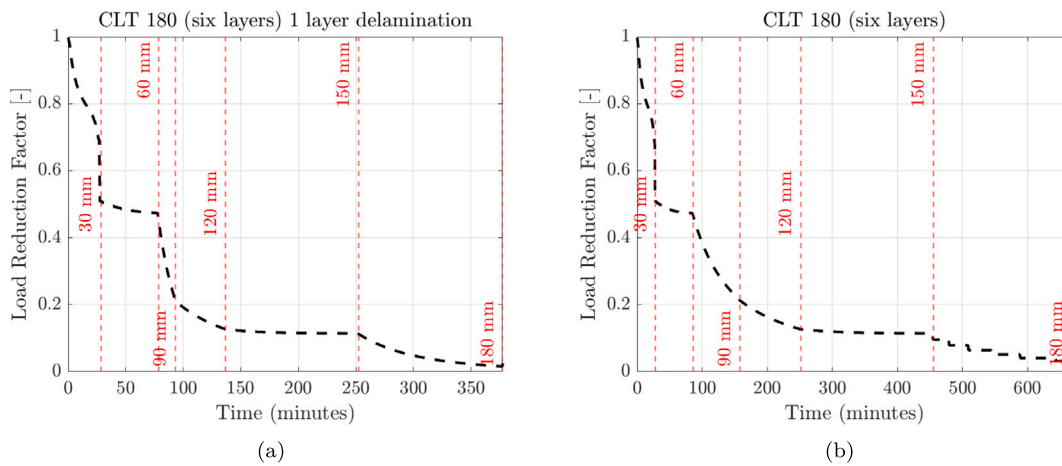 CLT 180 (six layers) 1 layer delamination
Load Reduction Factor [-]
1
0.8
0.6
0.4
0.2
0
30 mm
60 mm
90 mm
120 mm
150 mm
180 mm
0 50 100 150 200 250 300 350
Time (minutes)
(a)
CLT 180 (six layers)
Load Reduction Factor [-]
1
0.8
0.6
0.4
0.2
0
30 mm
60 mm
90 mm
120 mm
150 mm
180 mm
0 100 200 300 400 500 600
Time (minutes)
(b)